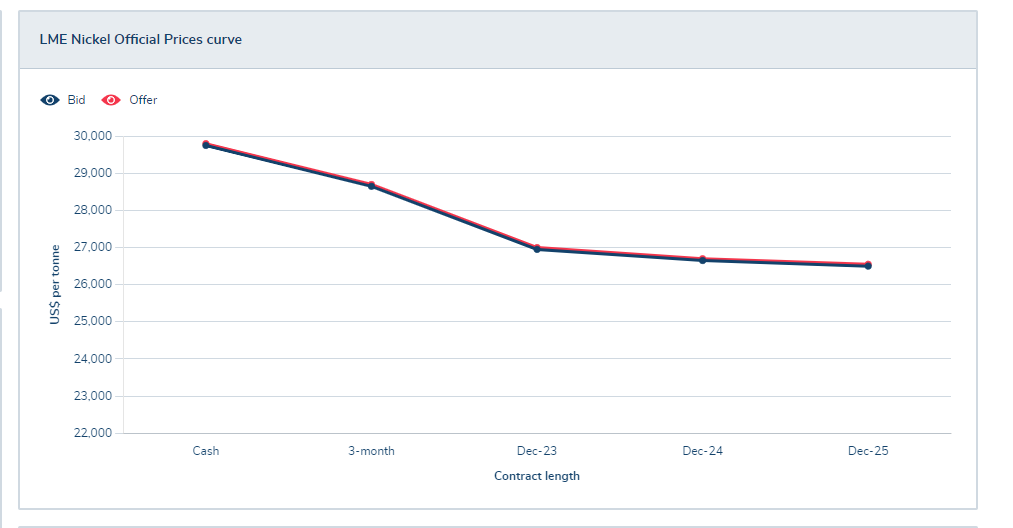 LME Nickel Official Prices curve
Bid Offer
30,000
29,000
28,000
27,000
26,000
25,000
24,000
23,000
22,000
US$ per tonne
Cash 3-month Dec-23 Dec-24 Dec-25
Contract length